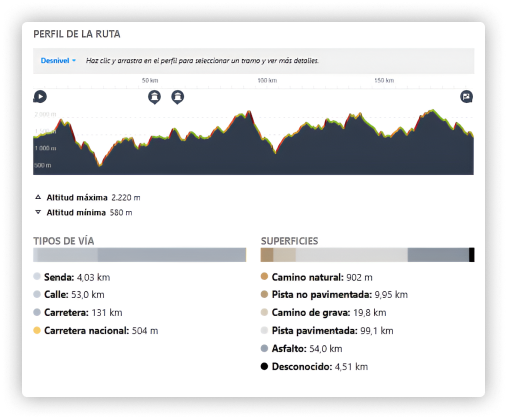 PERFIL DE LA RUTA
Desnivel Haz clic y arrastra en el perfil para seleccionar un tramo y ver más detalles.
50 km 100 km 150 km
2 000 m
1 000 m
500 m
Altitud máxima 2.220 m
Altitud mínima 580 m
TIPOS DE VÍA
Senda: 4,03 km
Calle: 53,0 km
Carretera: 131 km
Carretera nacional: 504 m
SUPERFICIES
Camino natural: 902 m
Pista no pavimentada: 9,95 km
Camino de grava: 19,8 km
Pista pavimentada: 99,1 km
Asfalto: 54,0 km
Desconocido: 4,51 km